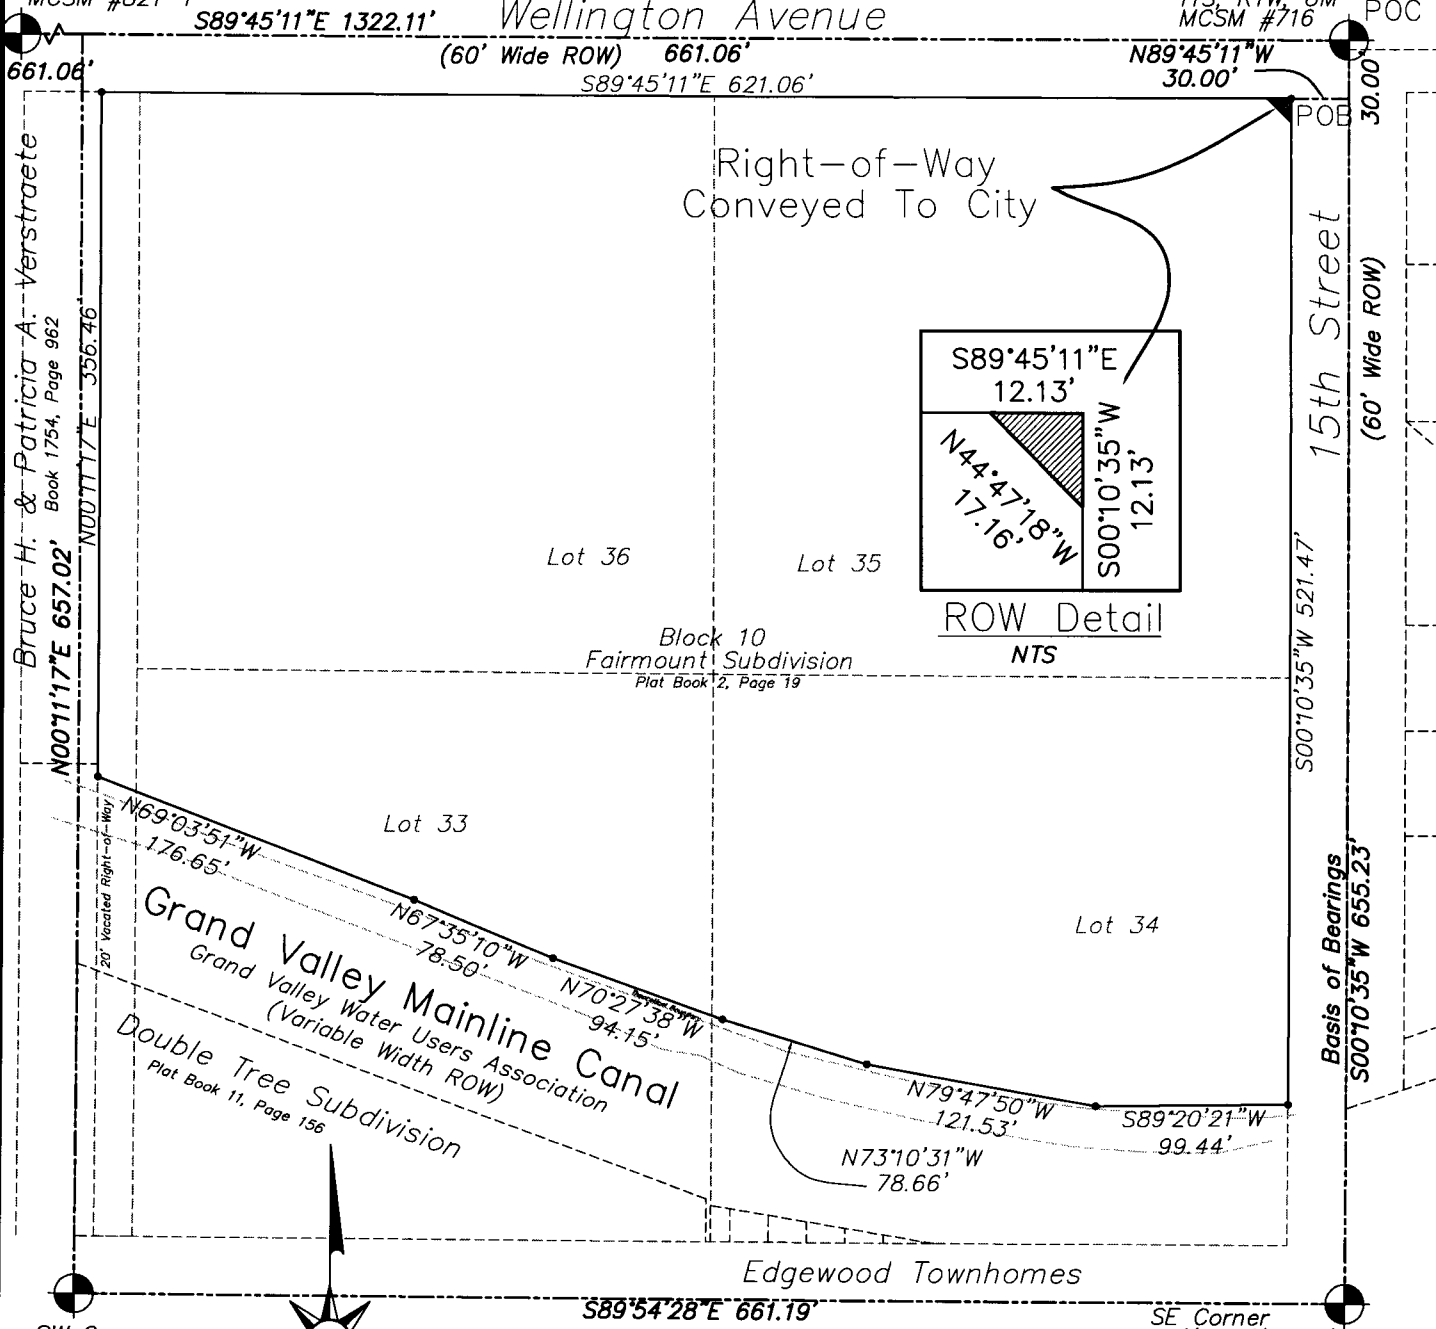 MCSM #821-1
S89°45'11"E 1322.11'
Wellington Avenue
MCSM #716
POC
661.06'
(60' Wide ROW) 661.06'
N89°45'11"W
30.00'
S89°45'11"E 621.06'
30.00'
POB
Right-of-Way
Conveyed To City
Bruce H. & Patricia A. Verstraete
Book 1754, Page 962
N00°11'17"E 356.46'
N00°11'17"E 657.02'
15th Street
(60' Wide ROW)
S89°45'11"E
12.13'
N44°47'18"W
17.16'
S00°10'35"W
12.13'
ROW Detail
NTS
Lot 36
Lot 35
Block 10
Fairmount Subdivision
Plat Book 2, Page 19
S00°10'35"W 521.47'
Lot 33
Lot 34
N69°03'51"W
176.65'
20' Vacated Right-of-Way
N67°35'10"W
78.50'
N70°27'38"W
94.15'
N73°10'31"W
78.66'
N79°47'50"W
121.53'
S89°20'21"W
99.44'
Basis of Bearings
S00°10'35"W 655.23'
Grand Valley Mainline Canal
Grand Valley Water Users Association
(Variable Width ROW)
Double Tree Subdivision
Plat Book 11, Page 156
Edgewood Townhomes
S89°54'28"E 661.19'
SE Corner